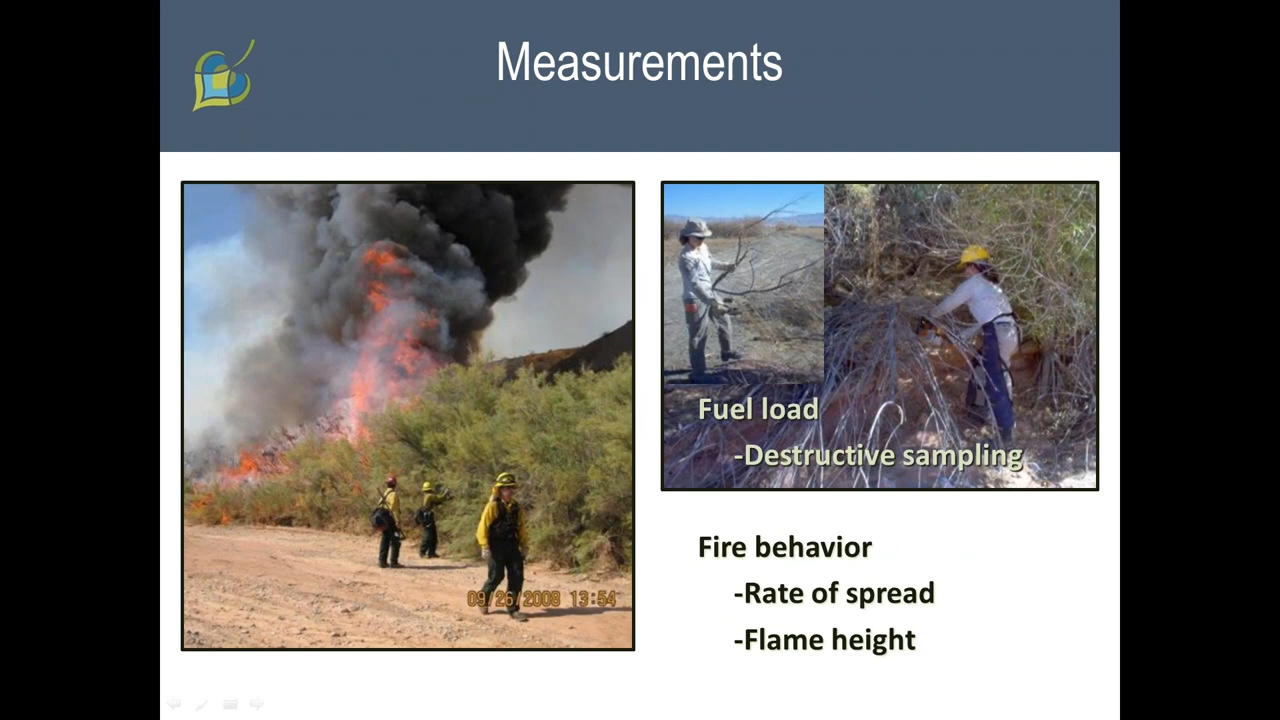 Measurements
09/26/2008 13:54
Fuel load
-Destructive sampling
Fire behavior
-Rate of spread
-Flame height